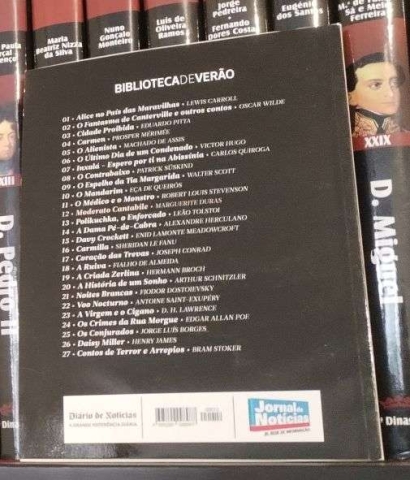 Maria
Beatriz Nizza
da Silva
Nuno
Gonçalo
Monteiro
Luís de
Oliveira
Ramos
Jorge
Pedreira
•
Fernando
Dores Costa
Eugénio
dos Santos
Sá e Melo
Ferreira
BIBLIOTECADEVERÃO
01 • Alice no País das Maravilhas • LEWIS CARROLL
02 • O Fantasma de Canterville e outros contos • OSCAR WILDE
03 • Cidade Proibida • EDUARDO PITTA
04 • Carmen • PROSPER MÉRIMÉE
05 • O Alienista • MACHADO DE ASSIS
06 • O Último Dia de um Condenado • VICTOR HUGO
07 • Inxalá - Espero por ti na Abissínia • CARLOS QUIROGA
08 • O Contrabaixo • PATRICK SÜSKIND
09 • O Espelho da Tia Margarida • WALTER SCOTT
10 • O Mandarim • EÇA DE QUEIRÓS
11 • O Médico e o Monstro • ROBERT LOUIS STEVENSON
12 • Moderato Cantabile • MARGUERITE DURAS
13 • Palikuchka, o Enforcado • LEÃO TOLSTOI
14 • A Dama Pé-de-Cabra • ALEXANDRE HERCULANO
15 • Davy Crockett • ENID LAMONTE MEADOWCROFT
16 • Carmilla • SHERIDAN LE FANU
17 • Coração das Trevas • JOSEPH CONRAD
18 • A Ruiva • FIALHO DE ALMEIDA
19 • A Criada Zerlina • HERMANN BROCH
20 • A História de um Sonho • ARTHUR SCHNITZLER
21 • Noites Brancas • FIODOR DOSTOIEVSKY
22 • Voo Nocturno • ANTOINE SAINT-EXUPÉRY
23 • A Virgem e o Cigano • D. H. LAWRENCE
24 • Os Crimes da Rua Morgue • EDGAR ALLAN POE
25 • Os Conjurados • JORGE LUÍS BORGES
26 • Daisy Miller • HENRY JAMES
27 • Contos de Terror e Arrepios • BRAM STOKER
Diário de Notícias
A GRANDE REFERÊNCIA DIÁRIA
Jornal de
Notícias
XIII
D. Pedro II
XXIX
D. Miguel
Dinas